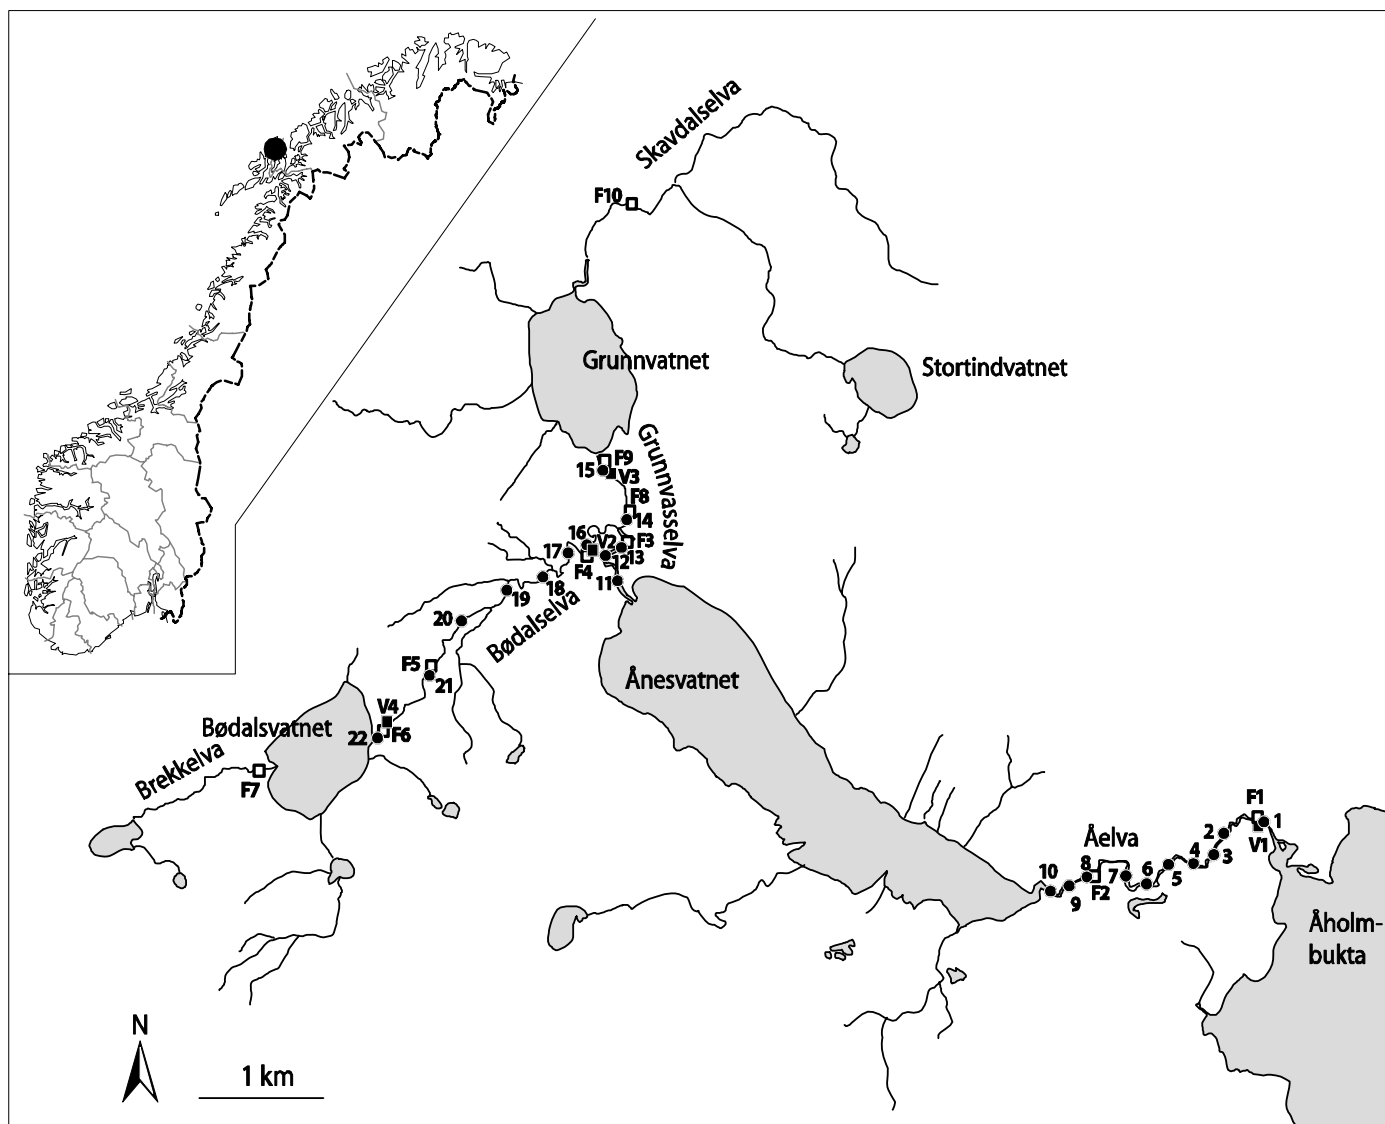 Skavdalselva
F10
Grunnvatnet
Stortindvatnet
Grunnvasselva
F9
15
V3
F8
14
16
V2
F3
17
13
F4
12
11
18
19
Bødalselva
20
F5
21
Ånesvatnet
V4
Bødalsvatnet
22
F6
Brekkelva
F7
F1
1
2
V1
Åelva
3
4
5
6
7
8
F2
10
9
Åholm-
bukta
N
1 km